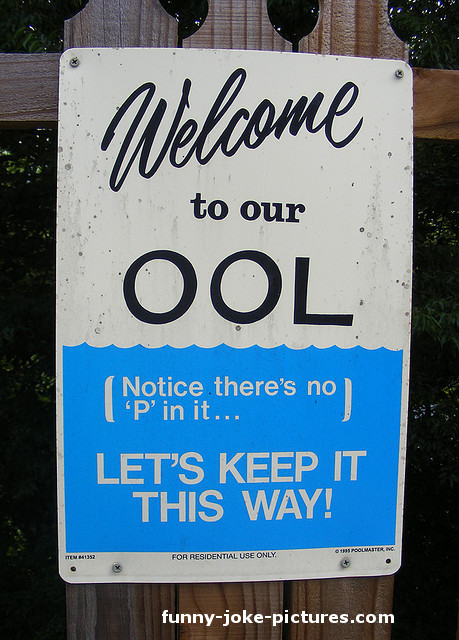 Welcome
to our
OOL
[Notice there's no
'P' in it...]
LET'S KEEP IT
THIS WAY!
ITEM #41352
FOR RESIDENTIAL USE ONLY.
© 1995 POOLMASTER, INC.
funny-joke-pictures.com